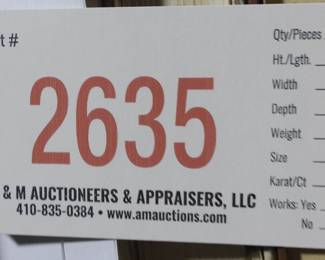 t #
2635
& M AUCTIONEERS & APPRAISERS, LLC
410-835-0384 • www.amauctions.com
Qty/Pieces
Ht./Lgth.
Width
Depth
Weight
Size
Karat/Ct
Works: Yes
No